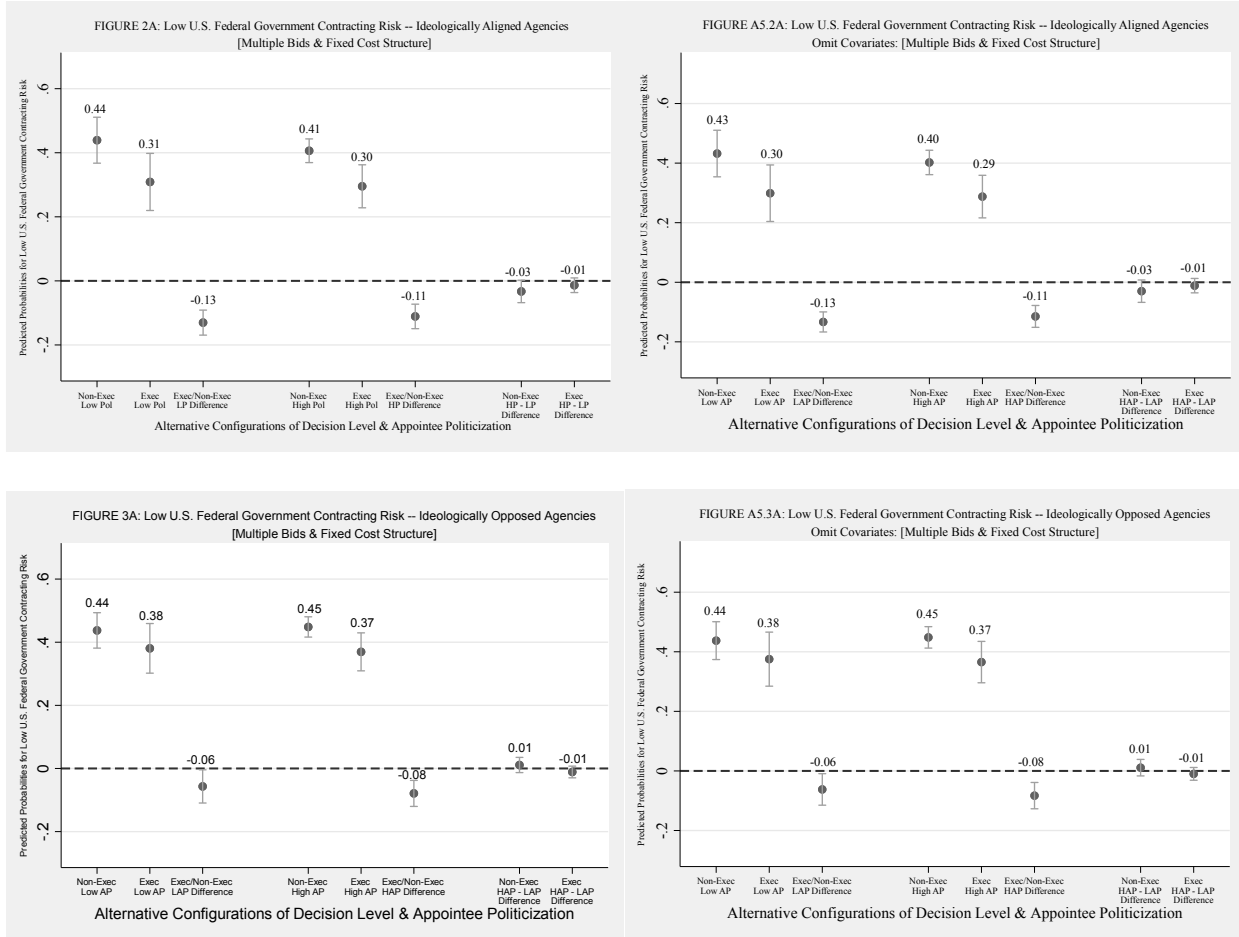 FIGURE 2A: Low U.S. Federal Government Contracting Risk -- Ideologically Aligned Agencies
[Multiple Bids & Fixed Cost Structure]
Predicted Probabilities for Low U.S. Federal Government Contracting Risk
.6
.4
.2
0
-.2
0.44
0.31
-0.13
0.41
0.30
-0.11
-0.03
-0.01
Non-Exec Exec Exec/Non-Exec Non-Exec Exec Exec/Non-Exec Non-Exec Exec
Low Pol Low Pol LP Difference High Pol High Pol HP Difference HP - LP HP - LP
Difference Difference
Alternative Configurations of Decision Level & Appointee Politicization
FIGURE A5.2A: Low U.S. Federal Government Contracting Risk -- Ideologically Aligned Agencies
Omit Covariates: [Multiple Bids & Fixed Cost Structure]
Predicted Probabilities for Low U.S. Federal Government Contracting Risk
.6
.4
.2
0
-.2
0.43
0.30
-0.13
0.40
0.29
-0.11
-0.03
-0.01
Non-Exec Exec Exec/Non-Exec Non-Exec Exec Exec/Non-Exec Non-Exec Exec
Low AP Low AP LAP Difference High AP High AP HAP Difference HAP - LAP HAP - LAP
Difference Difference
Alternative Configurations of Decision Level & Appointee Politicization
FIGURE 3A: Low U.S. Federal Government Contracting Risk -- Ideologically Opposed Agencies
[Multiple Bids & Fixed Cost Structure]
Predicted Probabilities for Low U.S. Federal Government Contracting Risk
.6
.4
.2
0
-.2
0.44
0.38
-0.06
0.45
0.37
-0.08
0.01
-0.01
Non-Exec Exec Exec/Non-Exec Non-Exec Exec Exec/Non-Exec Non-Exec Exec
Low AP Low AP LAP Difference High AP High AP HAP Difference HAP - LAP HAP - LAP
Difference Difference
Alternative Configurations of Decision Level & Appointee Politicization
FIGURE A5.3A: Low U.S. Federal Government Contracting Risk -- Ideologically Opposed Agencies
Omit Covariates: [Multiple Bids & Fixed Cost Structure]
Predicted Probabilities for Low U.S. Federal Government Contracting Risk
.6
.4
.2
0
-.2
0.44
0.38
-0.06
0.45
0.37
-0.08
0.01
-0.01
Non-Exec Exec Exec/Non-Exec Non-Exec Exec Exec/Non-Exec Non-Exec Exec
Low AP Low AP LAP Difference High AP High AP HAP Difference HAP - LAP HAP - LAP
Difference Difference
Alternative Configurations of Decision Level & Appointee Politicization